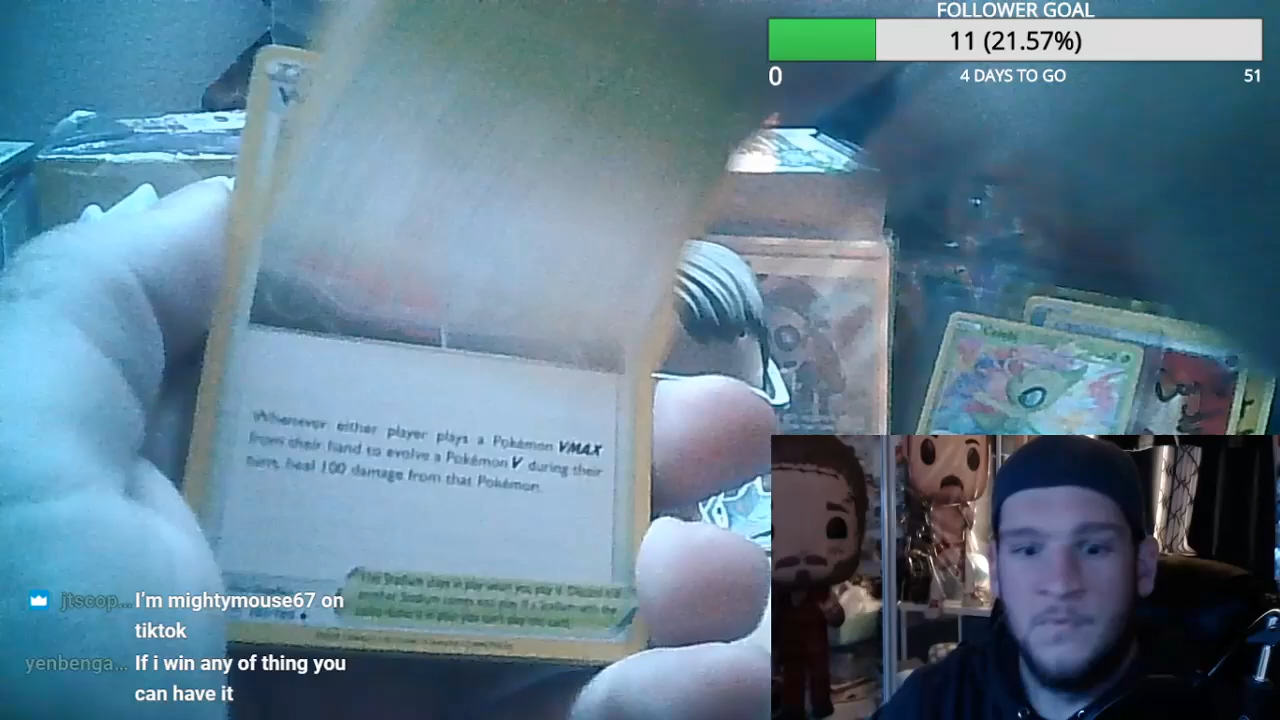 FOLLOWER GOAL
11 (21.57%)
0
4 DAYS TO GO
51
Whenever either player plays a Pokémon VMAX
from their hand to evolve a Pokémon V during their
turn, heal 100 damage from that Pokémon.
jtscop... I'm mightymouse67 on
tiktok
yenbenga... If i win any of thing you
can have it